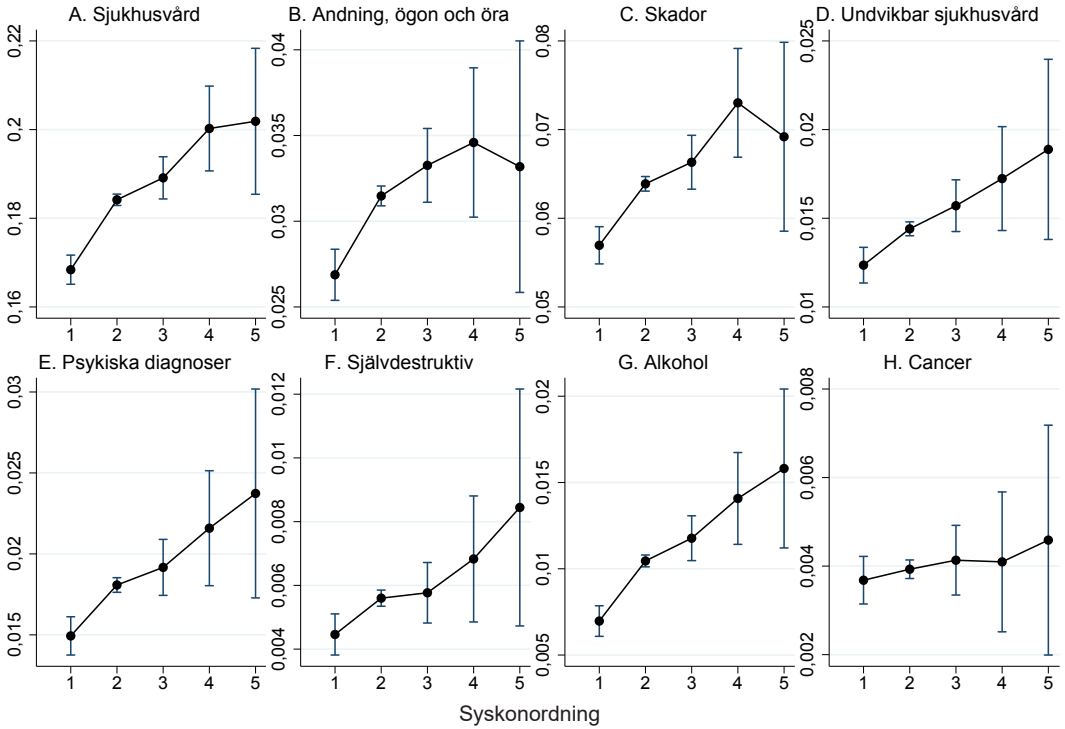 A. Sjukhusvård
B. Andning, ögon och öra
C. Skador
D. Undvikbar sjukhusvård
0,22
0,2
0,18
0,16
1 2 3 4 5
0,04
0,035
0,03
0,025
1 2 3 4 5
0,08
0,07
0,06
0,05
1 2 3 4 5
0,025
0,02
0,015
0,01
1 2 3 4 5
E. Psykiska diagnoser
F. Självdestruktiv
G. Alkohol
H. Cancer
0,03
0,025
0,02
0,015
1 2 3 4 5
0,012
0,01
0,008
0,006
0,004
1 2 3 4 5
0,02
0,015
0,01
0,005
1 2 3 4 5
0,008
0,006
0,004
0,002
1 2 3 4 5
Syskonordning